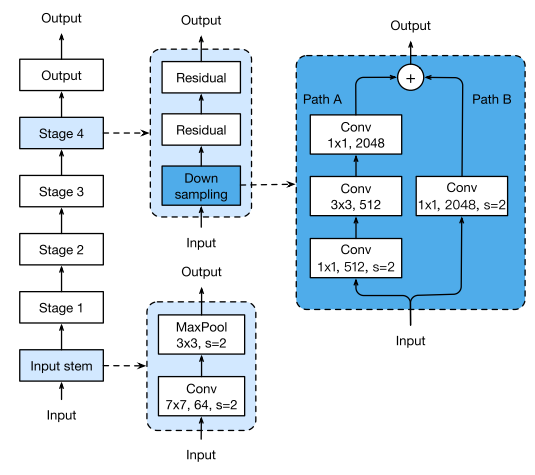 Output
Output
Stage 4
Stage 3
Stage 2
Stage 1
Input stem
Input
Output
Residual
Residual
Down
sampling
Input
Output
MaxPool
3x3, s=2
Conv
7x7, 64, s=2
Input
Output
+
Path A
Path B
Conv
1x1, 2048
Conv
3x3, 512
Conv
1x1, 2048, s=2
Conv
1x1, 512, s=2
Input